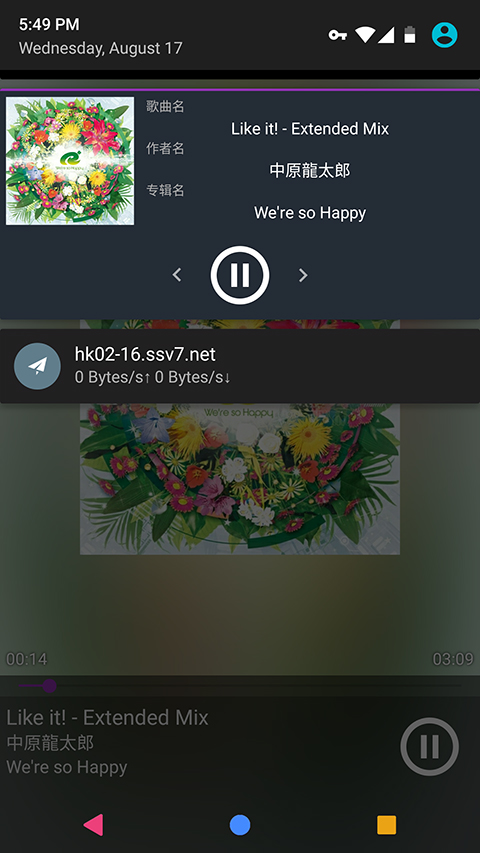 5:49 PM
Wednesday, August 17
歌曲名
Like it! - Extended Mix
作者名
中原龍太郎
专辑名
We're so Happy
hk02-16.ssv7.net
0 Bytes/s↑ 0 Bytes/s↓
We're so Happy
00:14
03:09
Like it! - Extended Mix
中原龍太郎
We're so Happy